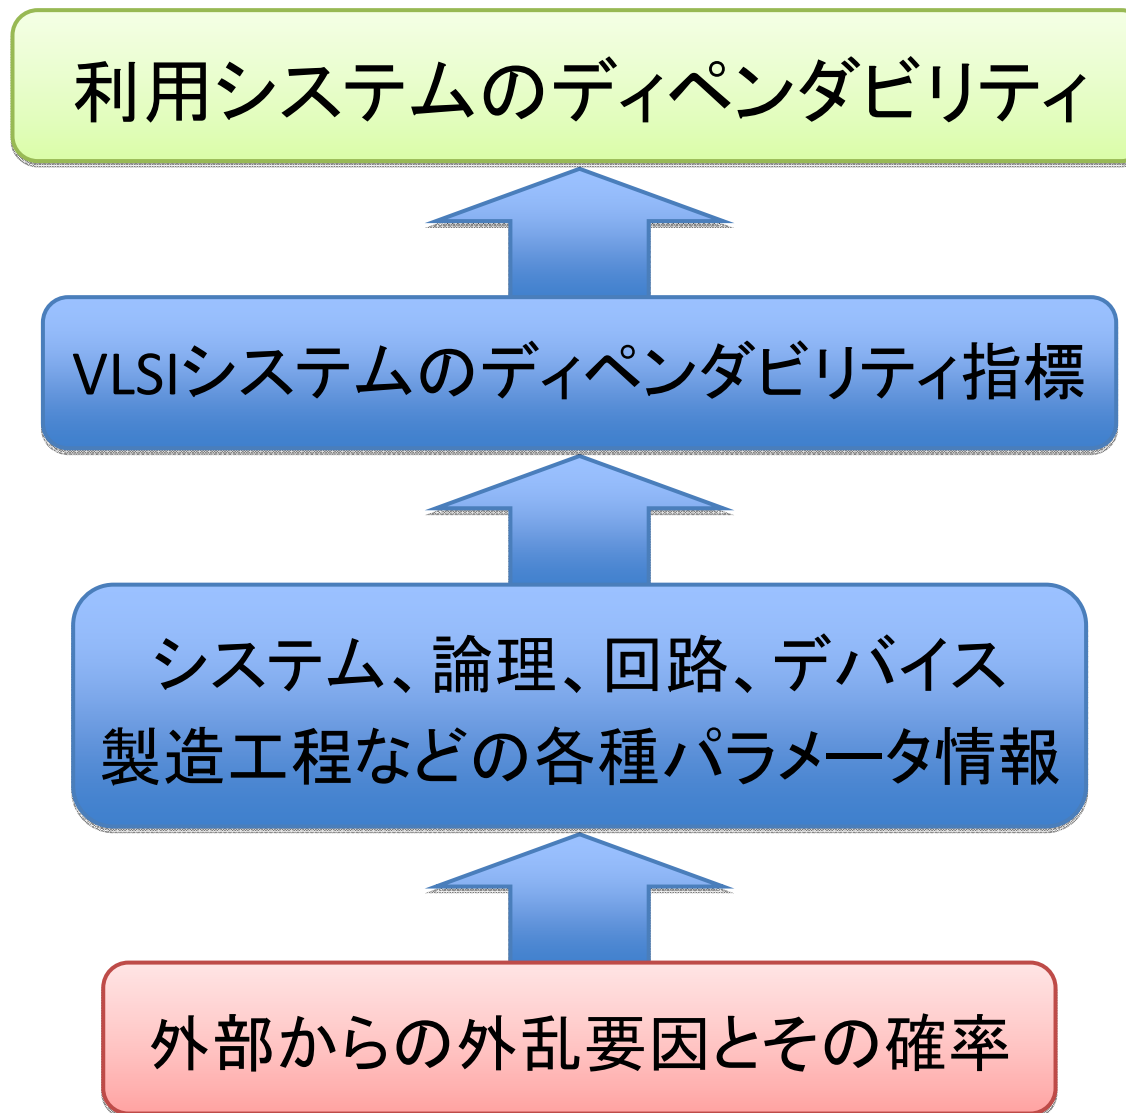 利用システムのディペンダビリティ
VLSIシステムのディペンダビリティ指標
システム、論理、回路、デバイス
製造工程などの各種パラメータ情報
外部からの外乱要因とその確率